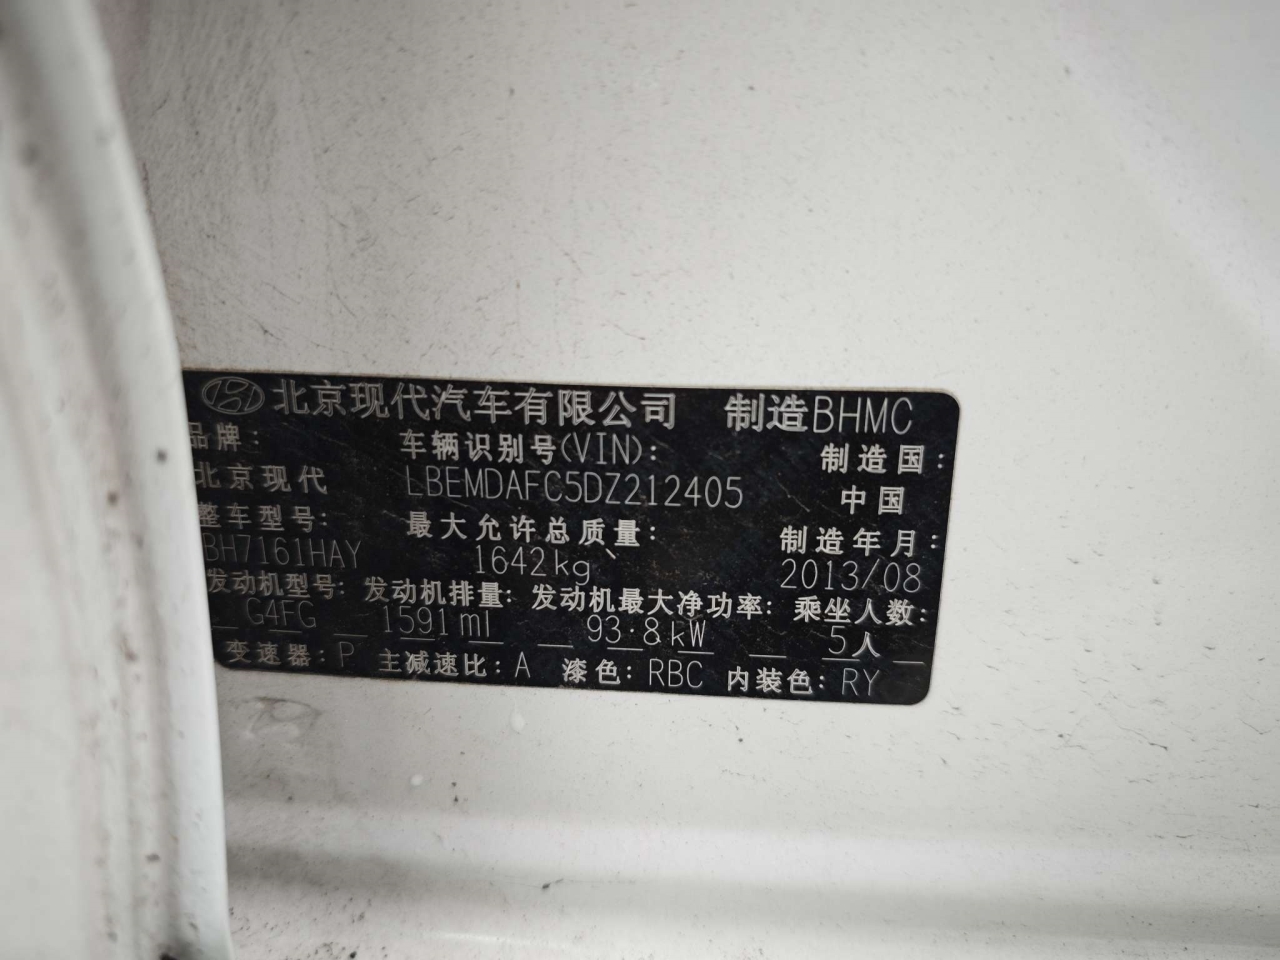 北京现代汽车有限公司 制造BHMC
品牌: 车辆识别号(VIN): 制造国:
北京现代 LBEMDAFC5DZ212405 中国
整车型号: 最大允许总质量: 制造年月:
BH7161HAY 1642kg 2013/08
发动机型号: 发动机排量: 发动机最大净功率: 乘坐人数:
G4FG 1591ml 93.8kW 5人
变速器: P 主减速比: A 漆色: RBC 内装色: RY